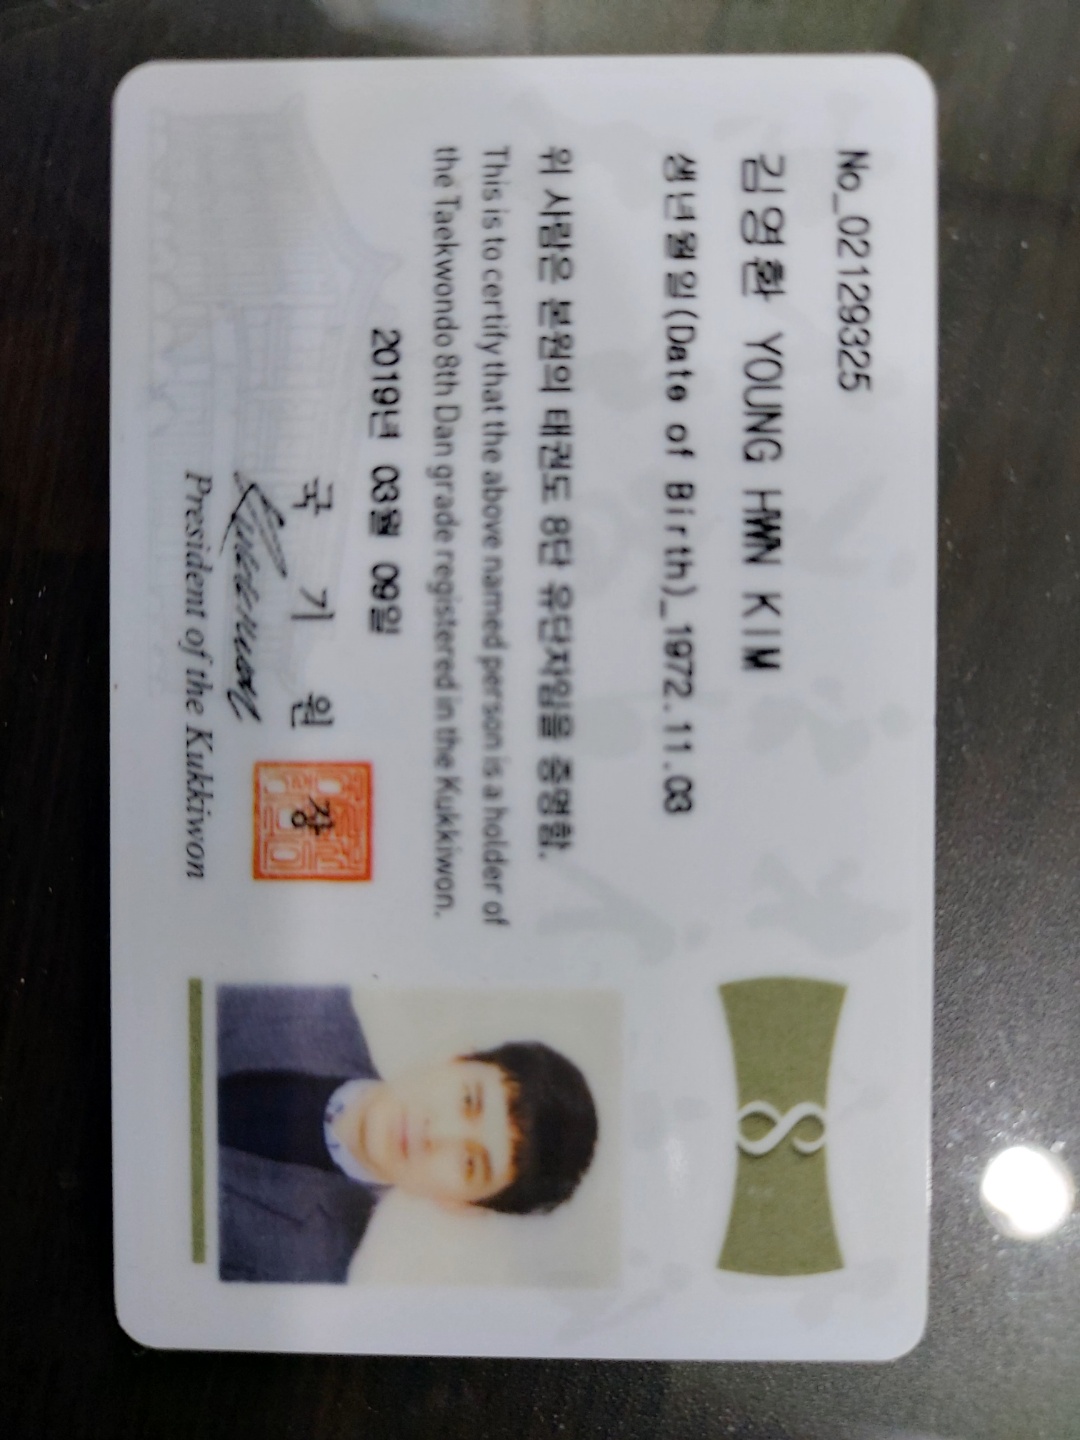 No_02129325
김영환 YOUNG HWN KIM
생년월일(Date of Birth)_1972.11.03
위 사람은 본원의 태권도 8단 유단자임을 증명함.
This is to certify that the above named person is a holder of
the Taekwondo 8th Dan grade registered in the Kukkiwon.
2019년 03월 09일
국 기 원 장
President of the Kukkiwon
8